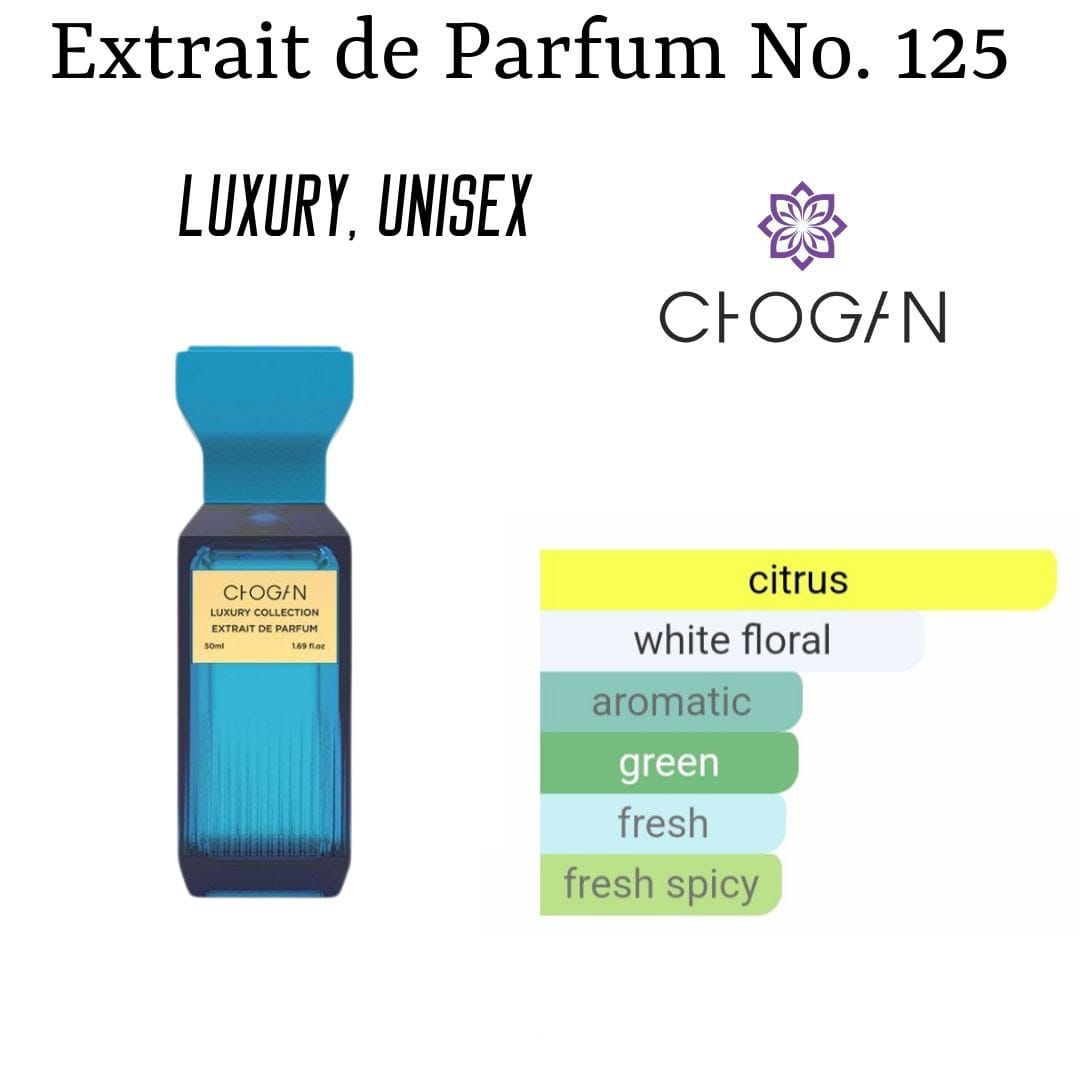 Extrait de Parfum No. 125
LUXURY, UNISEX
CHOGAN
CHOGAN
LUXURY COLLECTION
EXTRAIT DE PARFUM
50ml 1.69 fl.oz
citrus
white floral
aromatic
green
fresh
fresh spicy